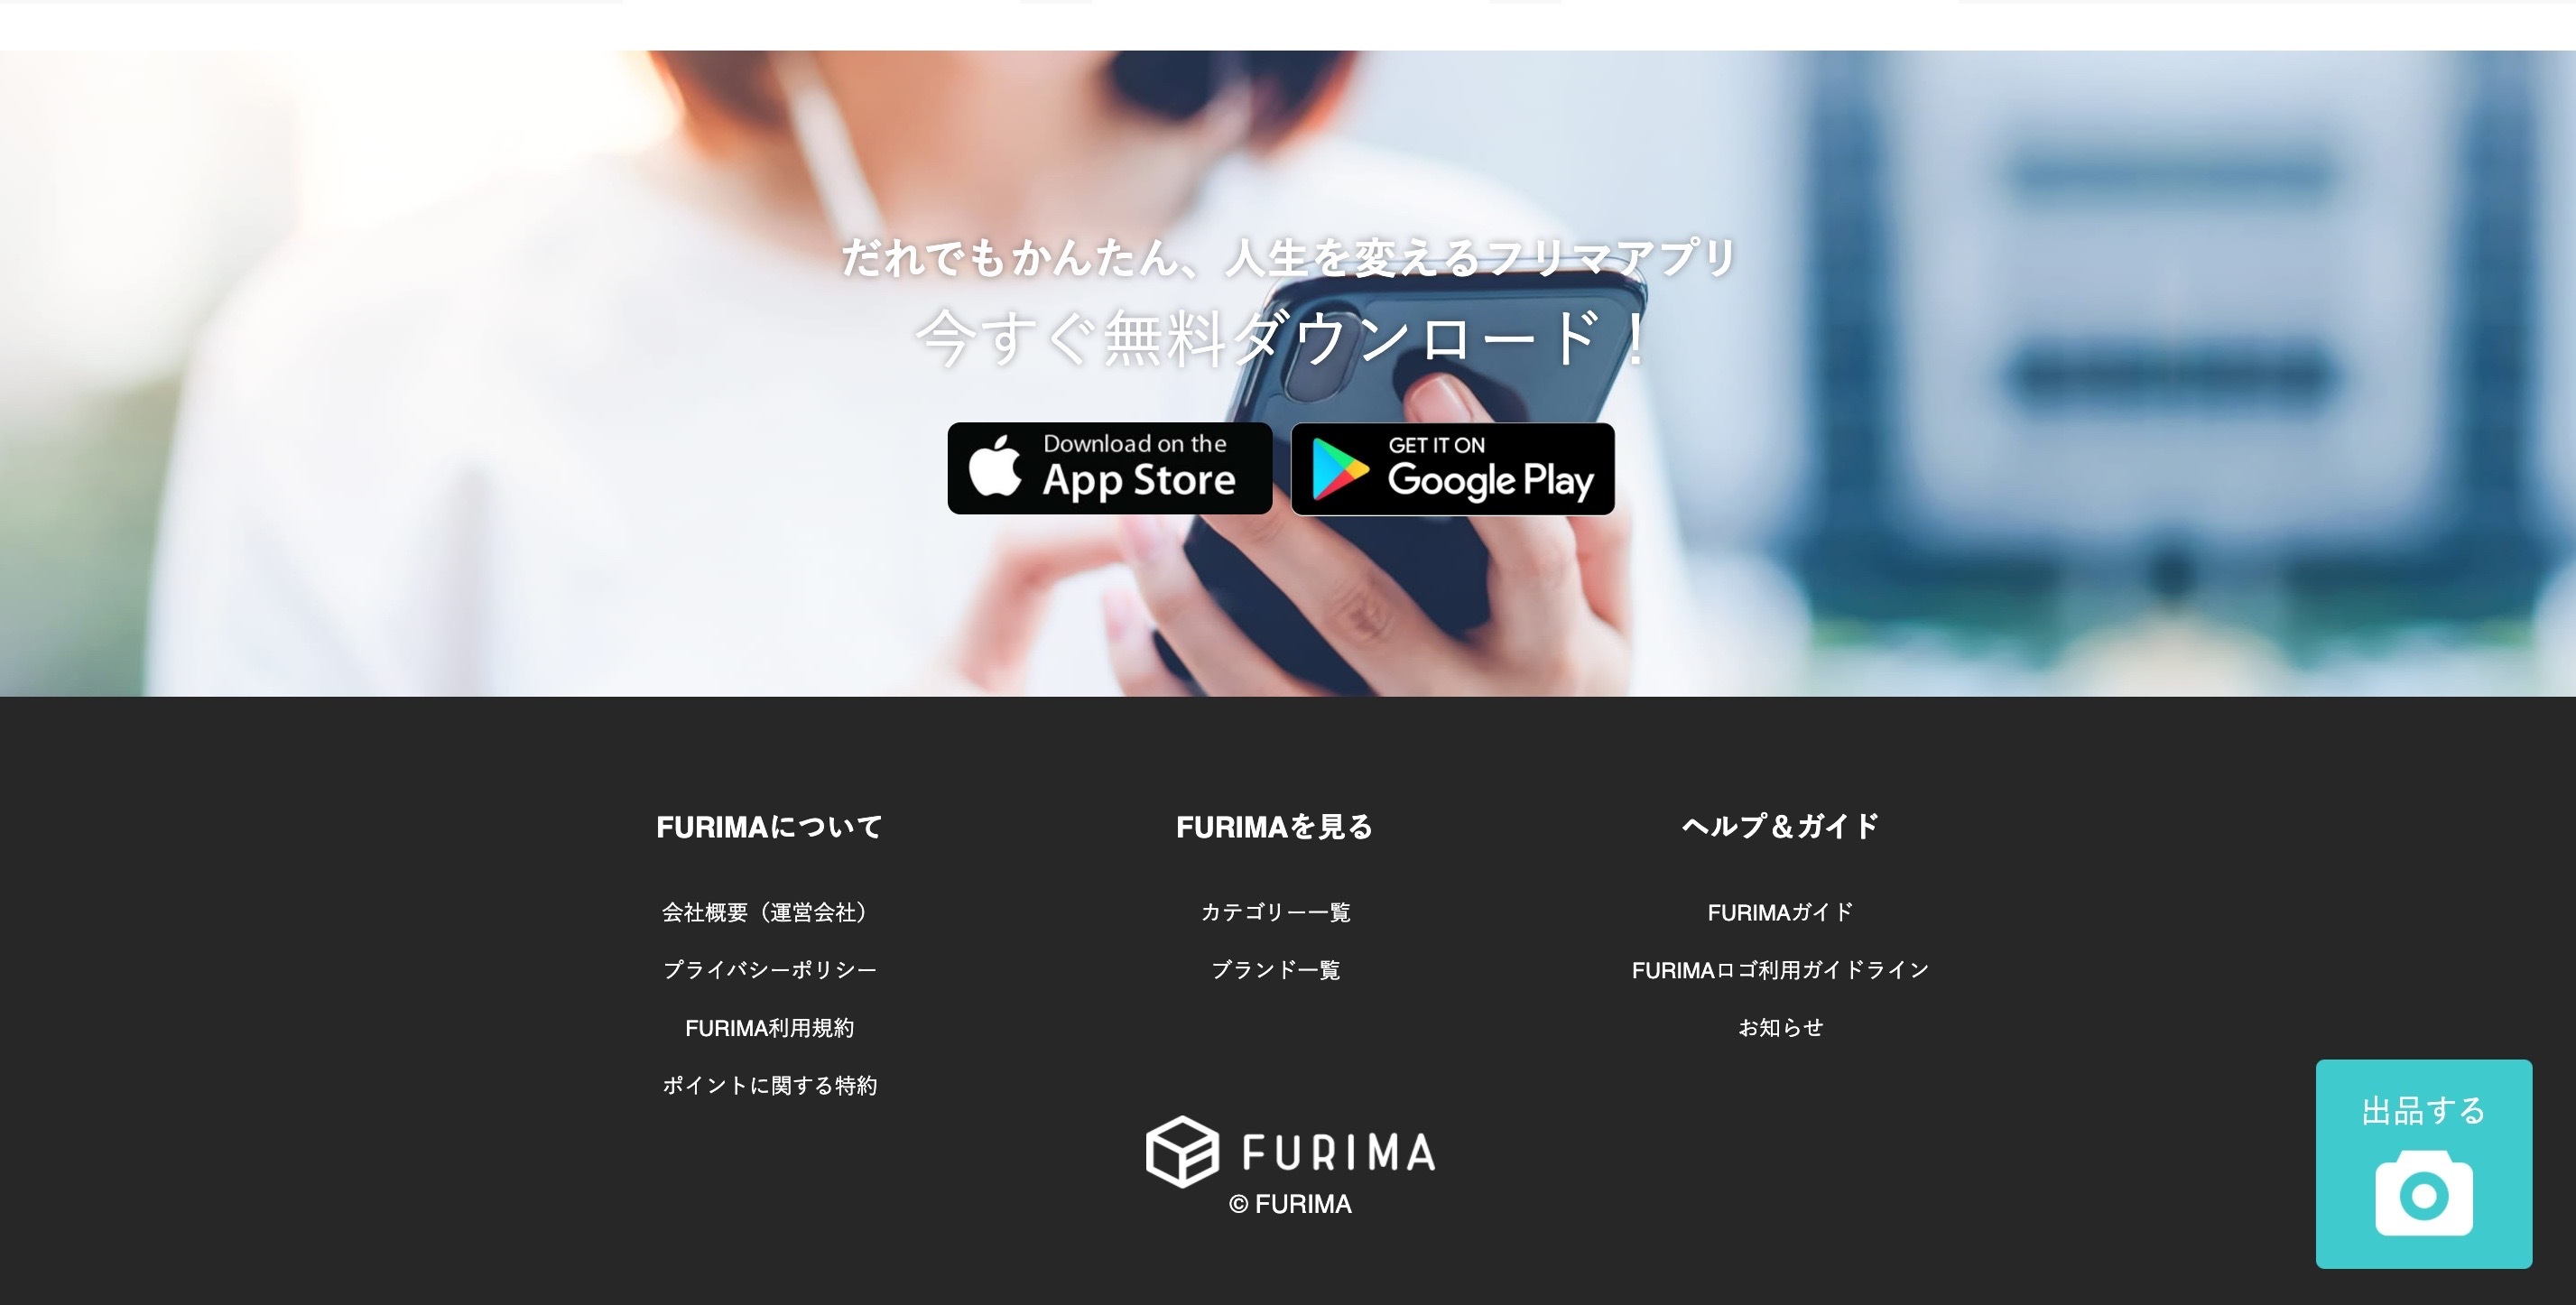 だれでもかんたん、人生を変えるフリマアプリ
今すぐ無料ダウンロード！
Download on the
App Store
GET IT ON
Google Play
FURIMAについて
会社概要（運営会社）
プライバシーポリシー
FURIMA利用規約
ポイントに関する特約
FURIMAを見る
カテゴリー一覧
ブランド一覧
ヘルプ＆ガイド
FURIMAガイド
FURIMAロゴ利用ガイドライン
お知らせ
FURIMA
© FURIMA
出品する